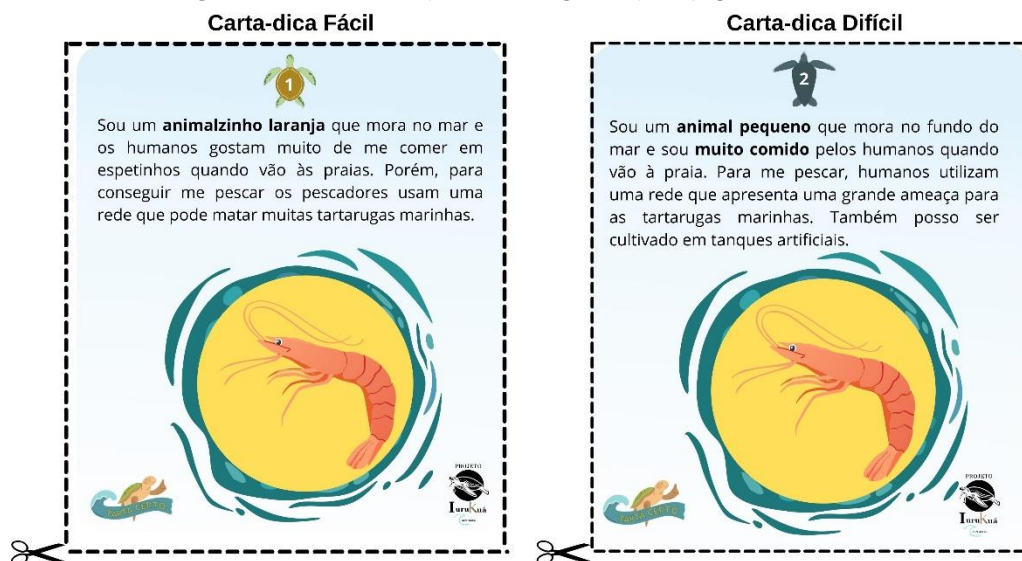 Carta-dica Fácil
1
Sou um animalzinho laranja que mora no mar e
os humanos gostam muito de me comer em
espetinhos quando vão às praias. Porém, para
conseguir me pescar os pescadores usam uma
rede que pode matar muitas tartarugas marinhas.
TAMTA CERTO
PROJETO
IuruKuá
Carta-dica Difícil
2
Sou um animal pequeno que mora no fundo do
mar e sou muito comido pelos humanos quando
vão à praia. Para me pescar, humanos utilizam
uma rede que apresenta uma grande ameaça para
as tartarugas marinhas. Também posso ser
cultivado em tanques artificiais.
PROJETO
IuruKuá